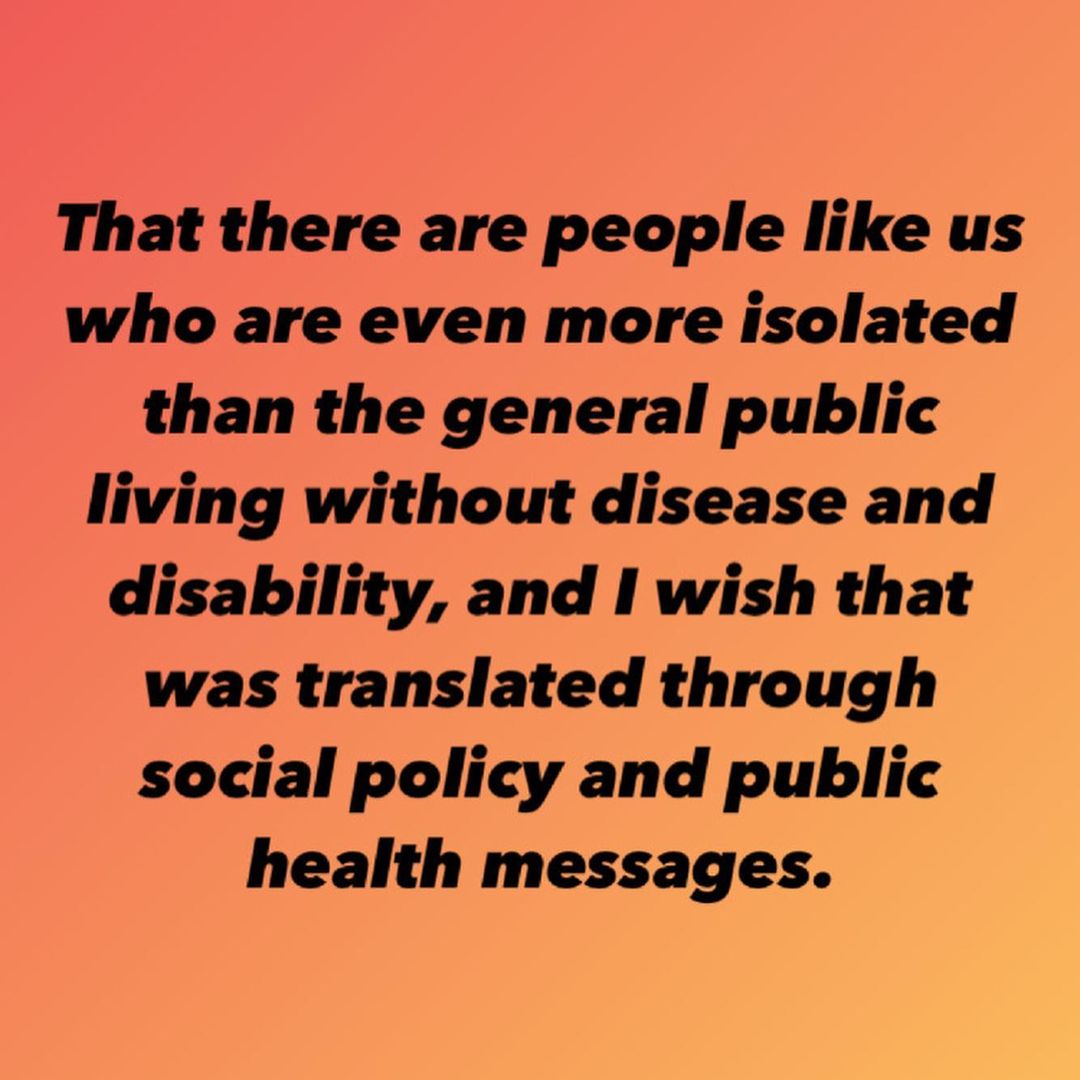 That there are people like us
who are even more isolated
than the general public
living without disease and
disability, and I wish that
was translated through
social policy and public
health messages.